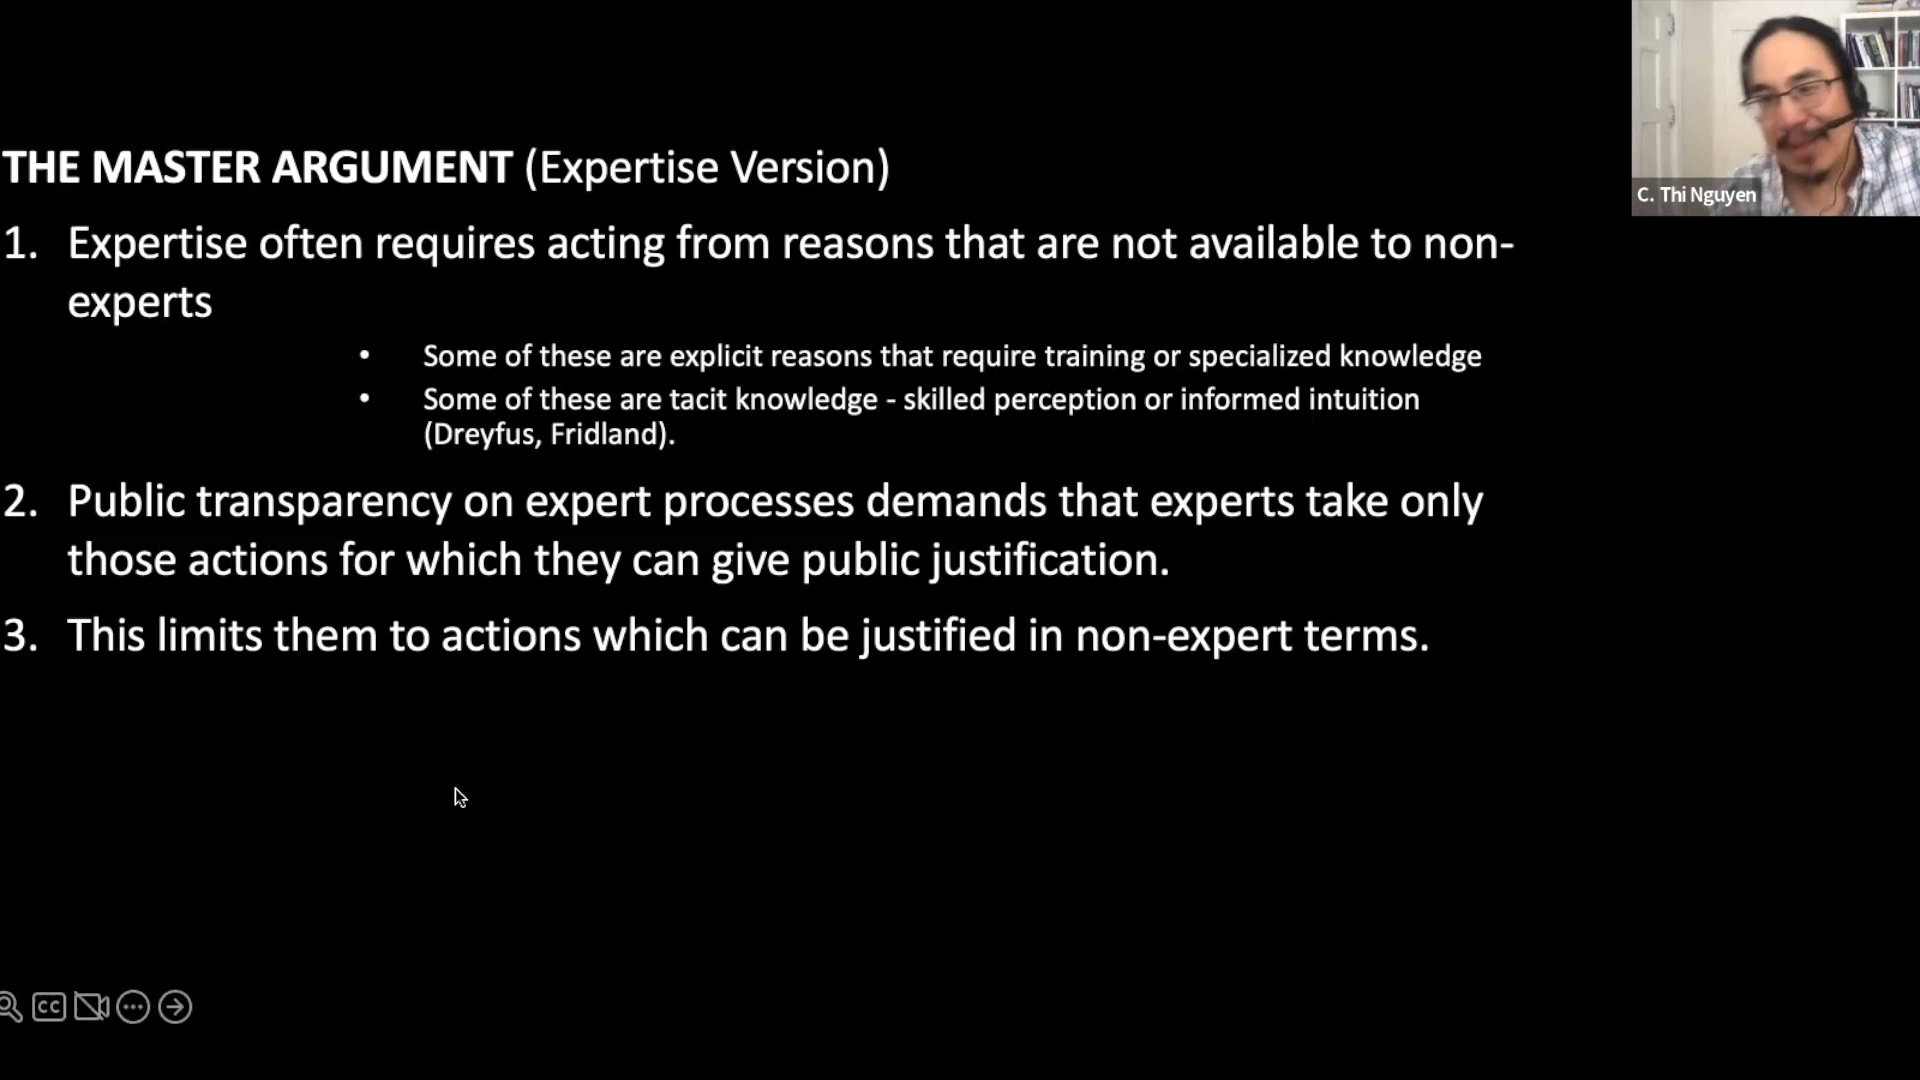 THE MASTER ARGUMENT (Expertise Version)
1. Expertise often requires acting from reasons that are not available to non-
experts
• Some of these are explicit reasons that require training or specialized knowledge
• Some of these are tacit knowledge - skilled perception or informed intuition
(Dreyfus, Fridland).
2. Public transparency on expert processes demands that experts take only
those actions for which they can give public justification.
3. This limits them to actions which can be justified in non-expert terms.
C. Thi Nguyen
CC